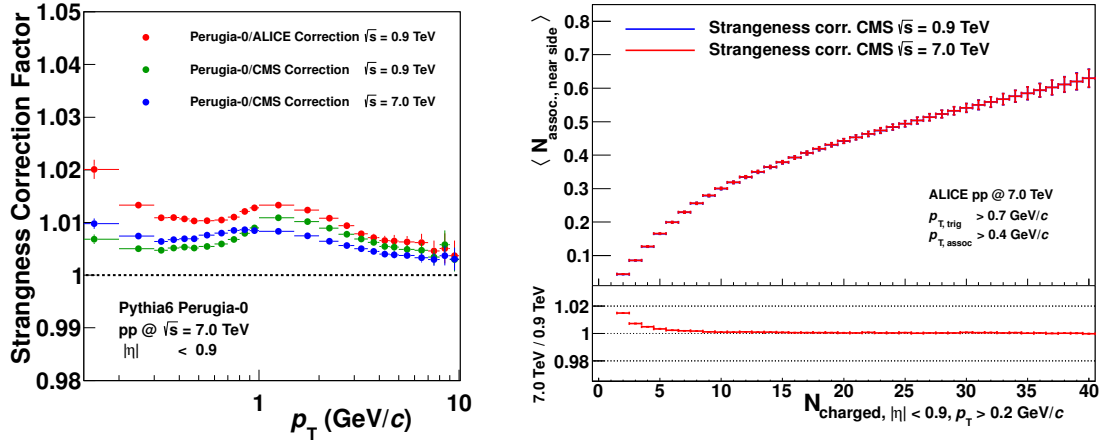 1.05
1.04
1.03
1.02
1.01
1
0.99
0.98
Strangness Correction Factor
Perugia-0/ALICE Correction √s = 0.9 TeV
Perugia-0/CMS Correction √s = 0.9 TeV
Perugia-0/CMS Correction √s = 7.0 TeV
Pythia6 Perugia-0
pp @ √s = 7.0 TeV
|η| < 0.9
1 10
p_T (GeV/c)
⟨ N_assoc., near side ⟩
0.8
0.7
0.6
0.5
0.4
0.3
0.2
0.1
Strangeness corr. CMS √s = 0.9 TeV
Strangeness corr. CMS √s = 7.0 TeV
ALICE pp @ 7.0 TeV
p_T, trig > 0.7 GeV/c
p_T, assoc > 0.4 GeV/c
7.0 TeV / 0.9 TeV
1.02
1
0.98
0 5 10 15 20 25 30 35 40
N_charged, |η| < 0.9, p_T > 0.2 GeV/c